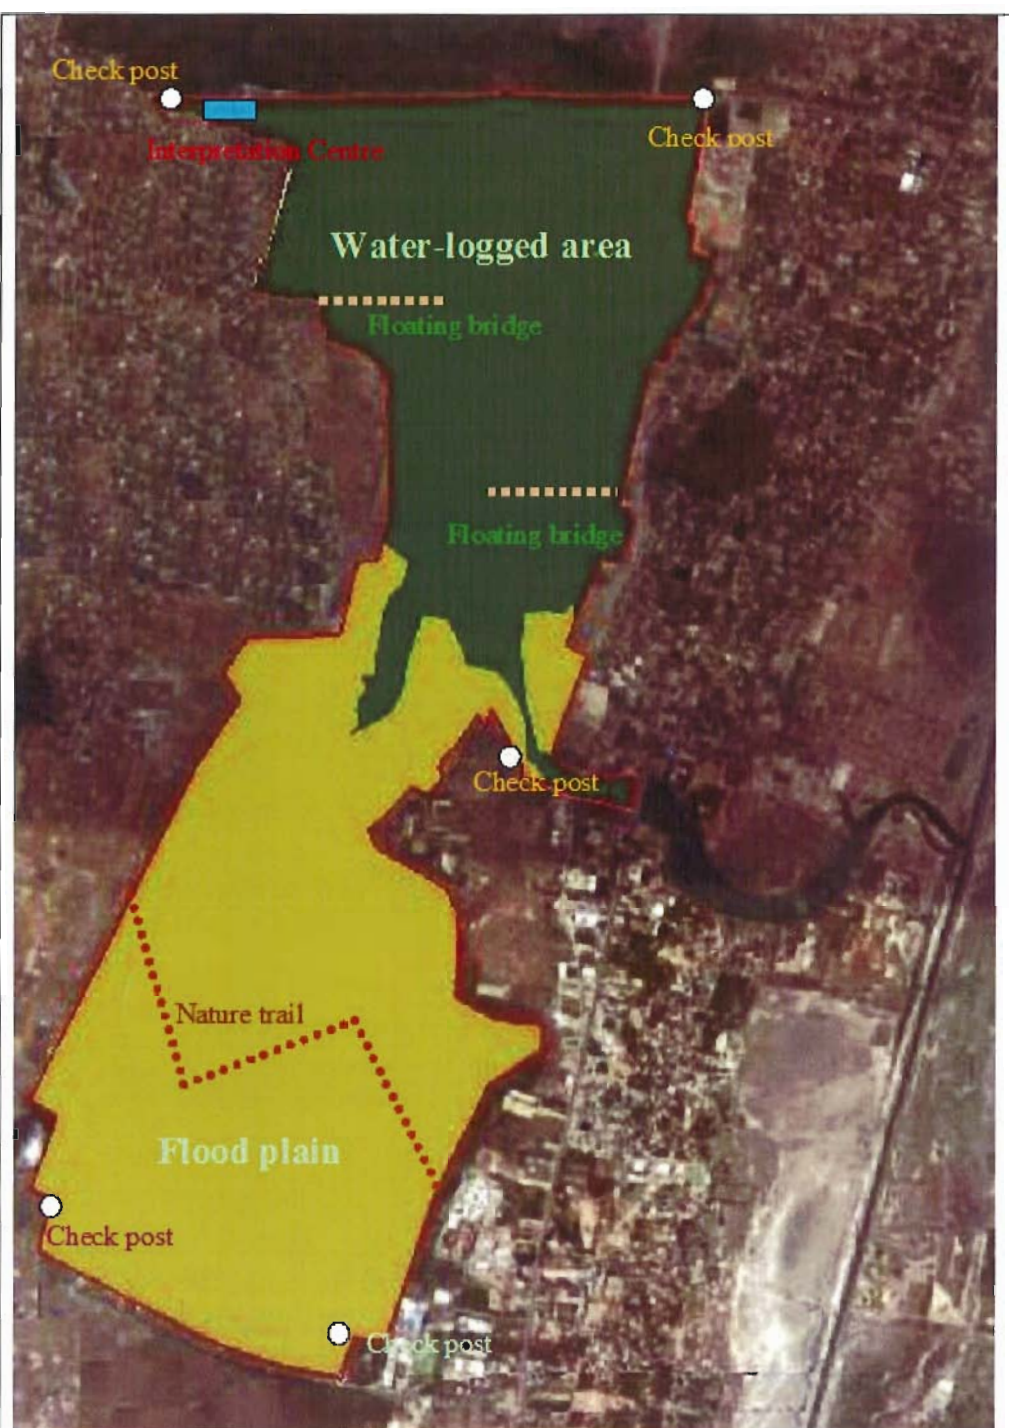 Check post
Check post
Interpretation Centre
Water-logged area
Floating bridge
Floating bridge
Check post
Nature trail
Flood plain
Check post
Check post